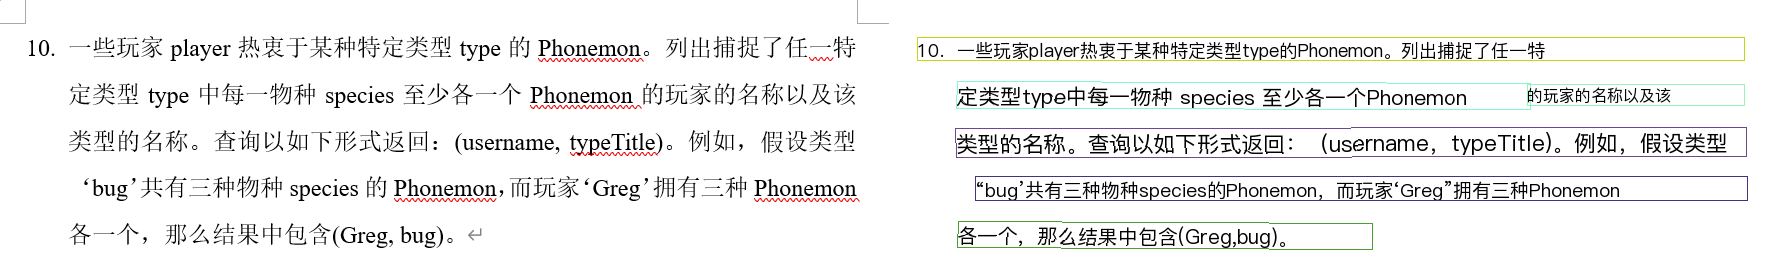 10. 一些玩家 player 热衷于某种特定类型 type 的 Phonemon。列出捕捉了任一特
定类型 type 中每一物种 species 至少各一个 Phonemon 的玩家的名称以及该
类型的名称。查询以如下形式返回：(username, typeTitle)。例如，假设类型
‘bug’共有三种物种 species 的 Phonemon，而玩家‘Greg’拥有三种 Phonemon
各一个，那么结果中包含(Greg, bug)。↵
10. 一些玩家player热衷于某种特定类型type的Phonemon。列出捕捉了任一特
定类型type中每一物种 species 至少各一个Phonemon 的玩家的名称以及该
类型的名称。查询以如下形式返回：（username，typeTitle)。例如，假设类型
“bug’共有三种物种species的Phonemon，而玩家‘Greg”拥有三种Phonemon
各一个，那么结果中包含(Greg,bug)。